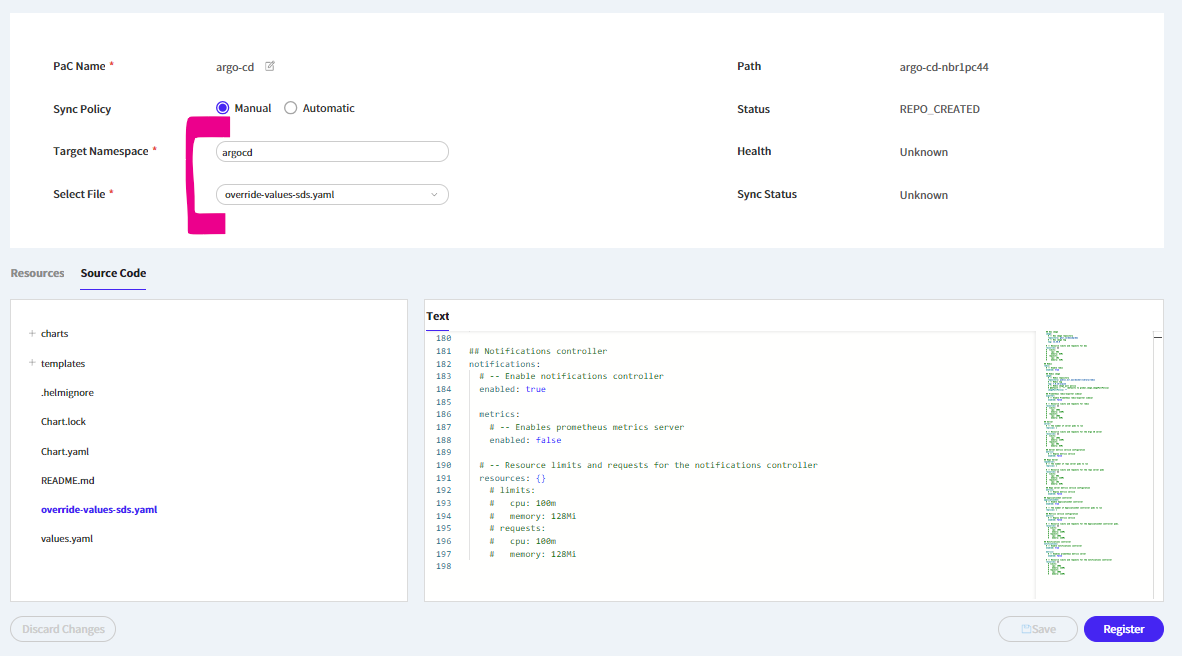 PaC Name * argo-cd Path argo-cd-nbr1pc44
Sync Policy Manual Automatic Status REPO_CREATED
Target Namespace * argocd Health Unknown
Select File * override-values-sds.yaml Sync Status Unknown
Resources Source Code
+ charts
+ templates
.helmignore
Chart.lock
Chart.yaml
README.md
override-values-sds.yaml
values.yaml
Text
180
181 ## Notifications controller
182 notifications:
183 # -- Enable notifications controller
184 enabled: true
185
186 metrics:
187 # -- Enables prometheus metrics server
188 enabled: false
189
190 # -- Resource limits and requests for the notifications controller
191 resources: {}
192 # limits:
193 #   cpu: 100m
194 #   memory: 128Mi
195 # requests:
196 #   cpu: 100m
197 #   memory: 128Mi
198
Discard Changes Save Register